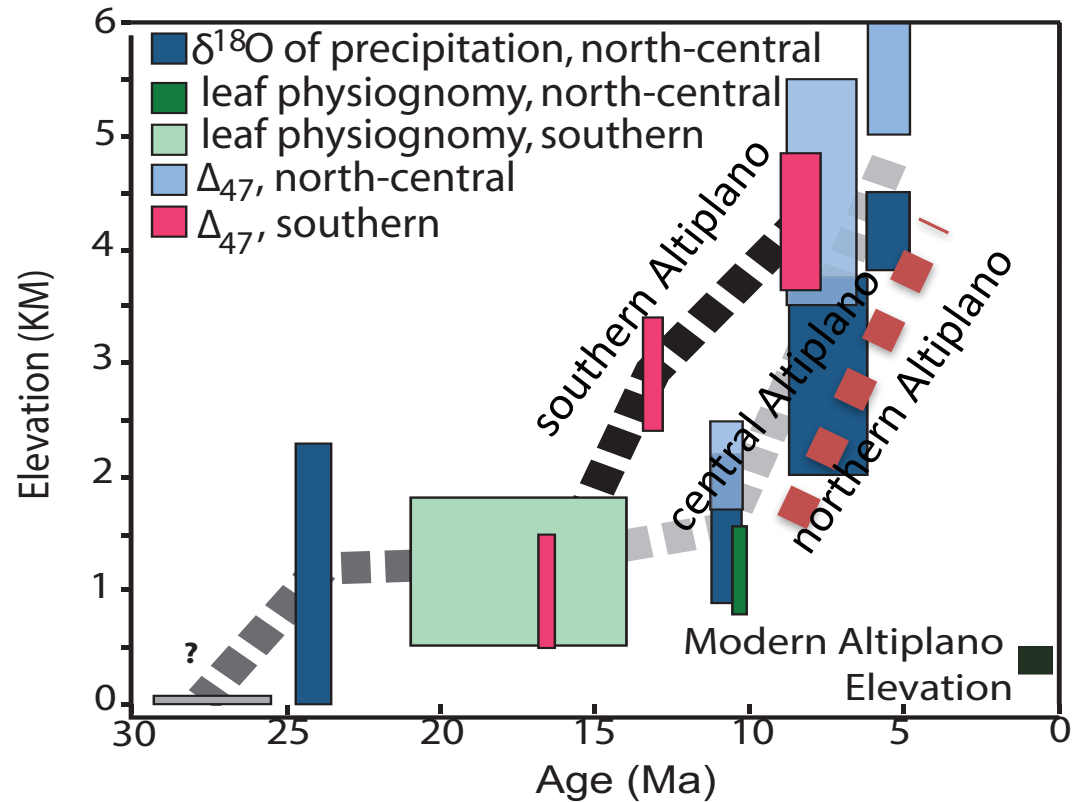 6
δ18O of precipitation, north-central
leaf physiognomy, north-central
leaf physiognomy, southern
Δ47, north-central
Δ47, southern
5
4
3
2
1
0
Elevation (KM)
southern Altiplano
central Altiplano
northern Altiplano
?
Modern Altiplano
Elevation
30 25 20 15 10 5 0
Age (Ma)